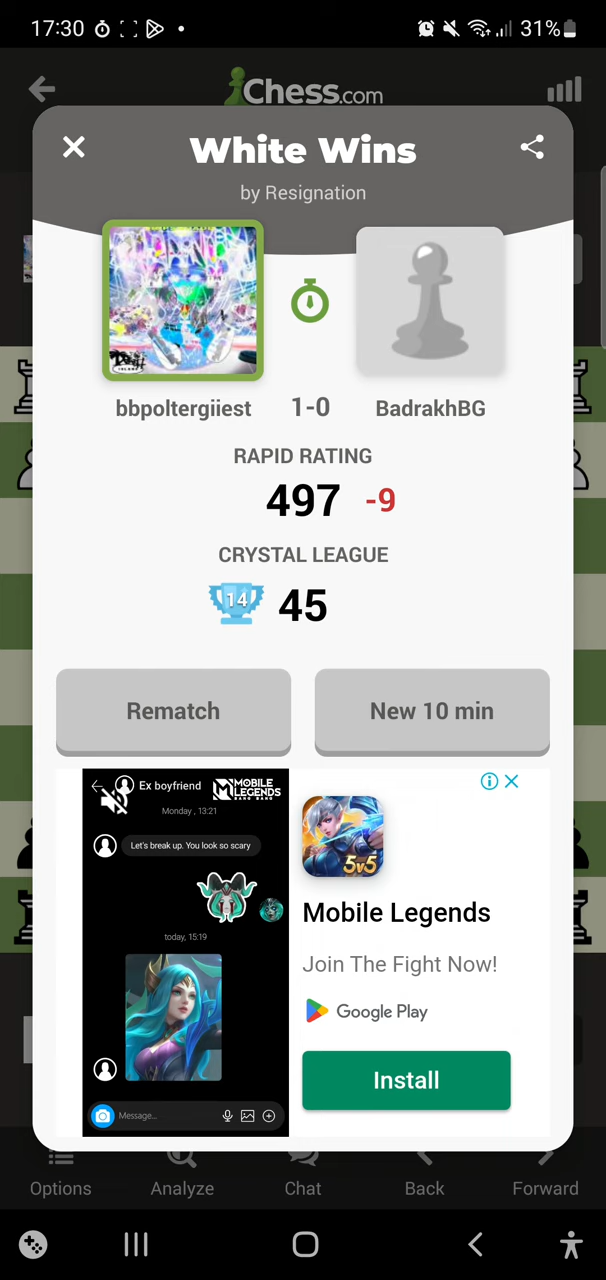 17:30
31%
Chess.com
White Wins
by Resignation
bbpoltergiiest 1-0 BadrakhBG
RAPID RATING
497 -9
CRYSTAL LEAGUE
14 45
Rematch
New 10 min
Ex boyfriend
MOBILE LEGENDS
BANG BANG
Monday , 13:21
Let's break up. You look so scary
today, 15:19
Message...
5v5
Mobile Legends
Join The Fight Now!
Google Play
Install
Options
Analyze
Chat
Back
Forward